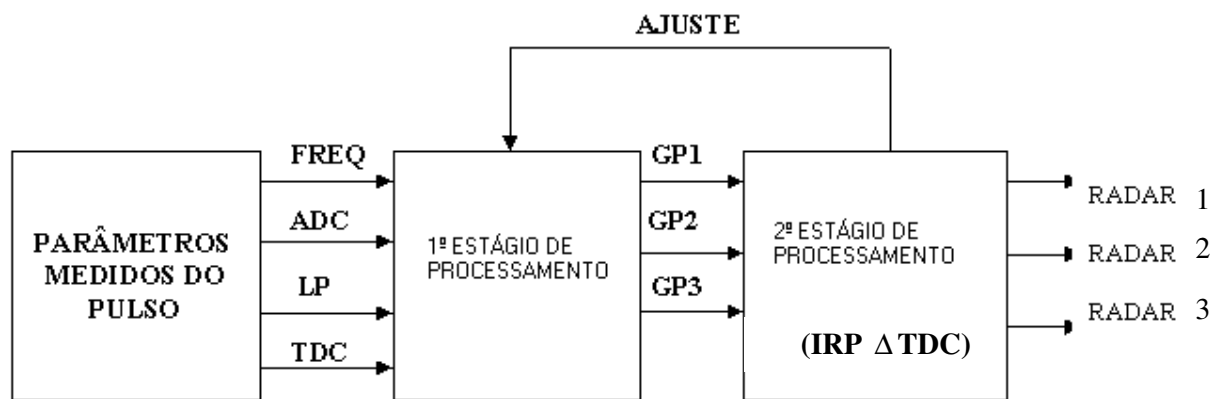 AJUSTE
PARÂMETROS
MEDIDOS DO
PULSO
FREQ
ADC
LP
TDC
1º ESTÁGIO DE
PROCESSAMENTO
GP1
GP2
GP3
2º ESTÁGIO DE
PROCESSAMENTO
(IRP Δ TDC)
RADAR 1
RADAR 2
RADAR 3